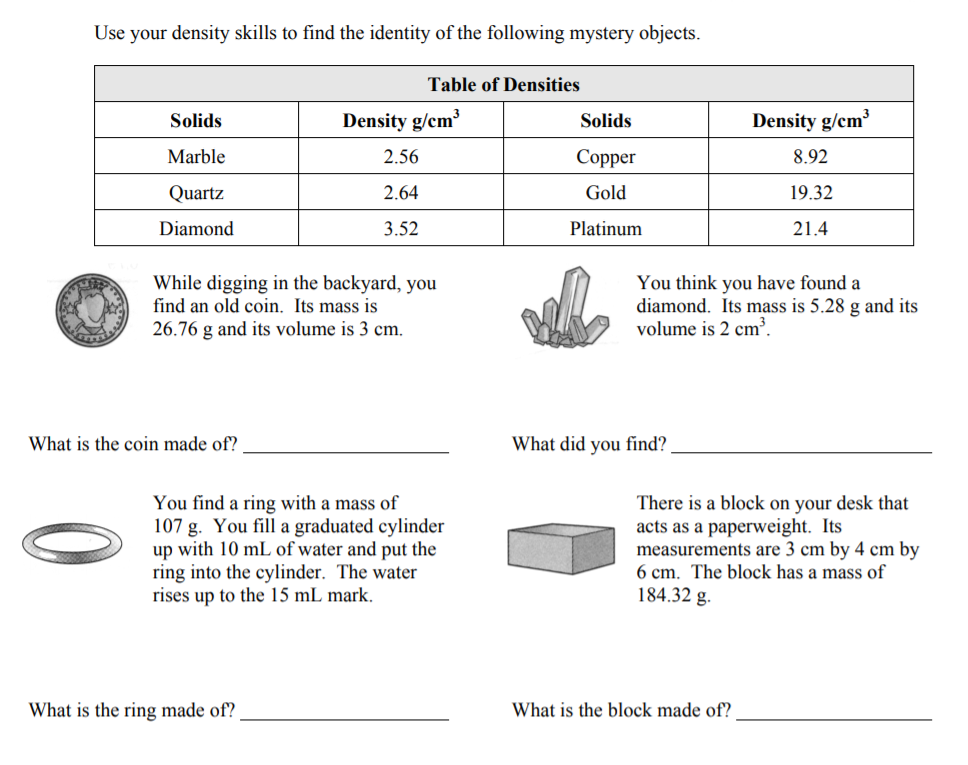 Use your density skills to find the identity of the following mystery objects.
Table of Densities
Solids Density g/cm³ Solids Density g/cm³
Marble 2.56 Copper 8.92
Quartz 2.64 Gold 19.32
Diamond 3.52 Platinum 21.4
While digging in the backyard, you
find an old coin. Its mass is
26.76 g and its volume is 3 cm.
You think you have found a
diamond. Its mass is 5.28 g and its
volume is 2 cm³.
What is the coin made of? ____________________
What did you find? ____________________
You find a ring with a mass of
107 g. You fill a graduated cylinder
up with 10 mL of water and put the
ring into the cylinder. The water
rises up to the 15 mL mark.
There is a block on your desk that
acts as a paperweight. Its
measurements are 3 cm by 4 cm by
6 cm. The block has a mass of
184.32 g.
What is the ring made of? ____________________
What is the block made of? ____________________